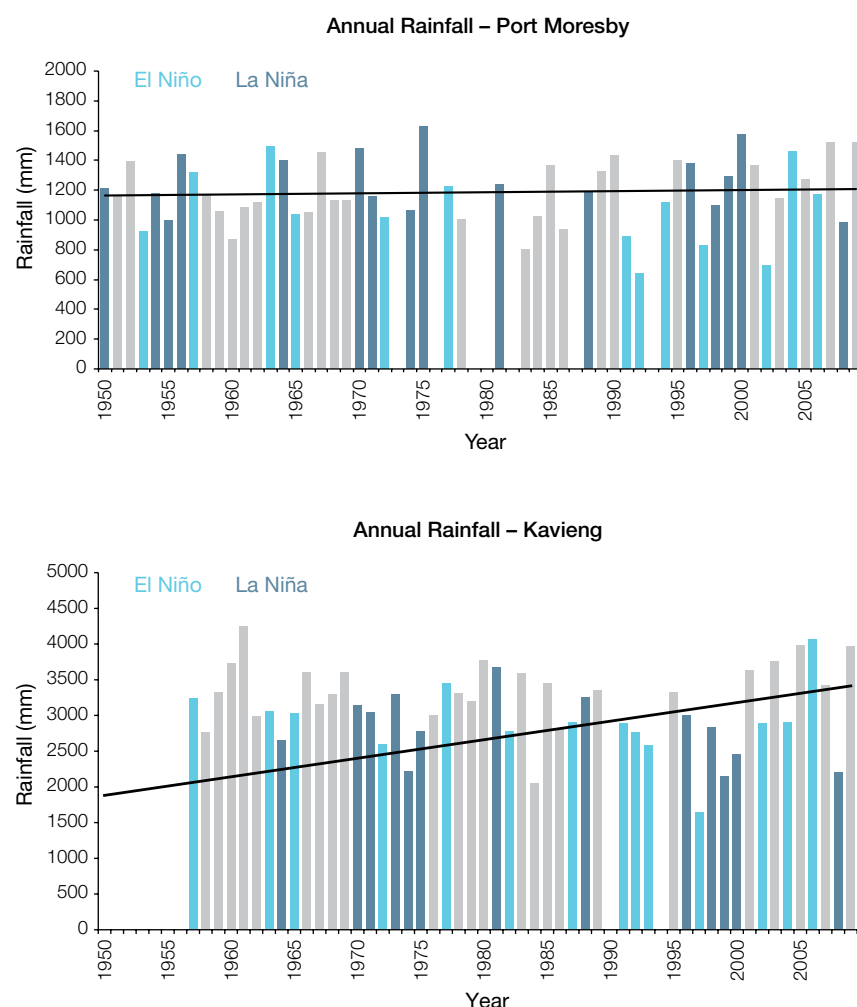 Annual Rainfall – Port Moresby
El Niño La Niña
Rainfall (mm)
2000
1800
1600
1400
1200
1000
800
600
400
200
0
1950 1955 1960 1965 1970 1975 1980 1985 1990 1995 2000 2005
Year
Annual Rainfall – Kavieng
El Niño La Niña
Rainfall (mm)
5000
4500
4000
3500
3000
2500
2000
1500
1000
500
0
1950 1955 1960 1965 1970 1975 1980 1985 1990 1995 2000 2005
Year